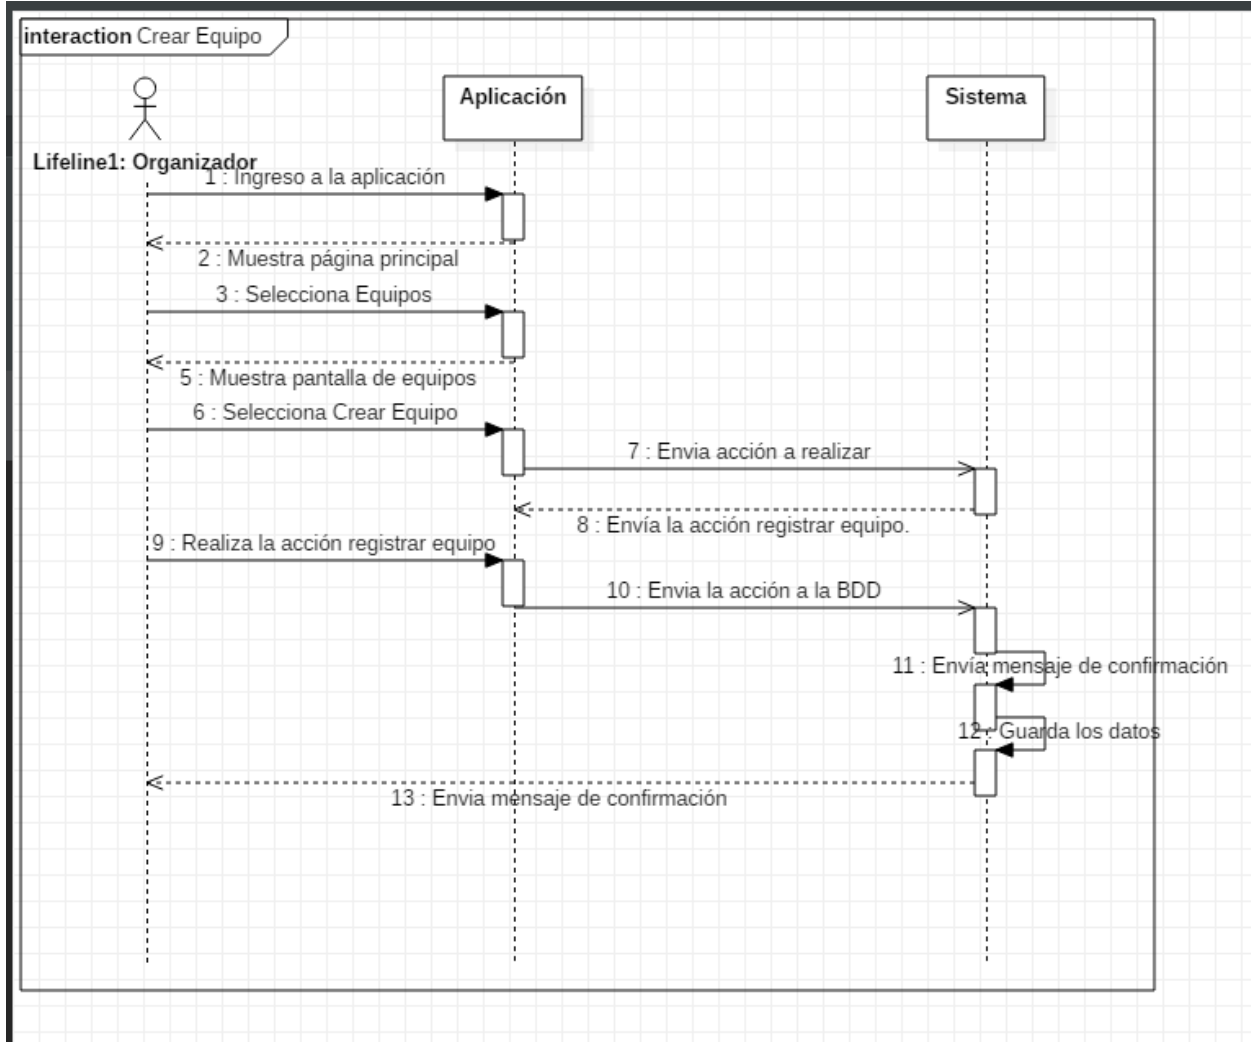 interaction Crear Equipo
Aplicación
Sistema
Lifeline1: Organizador
1 : Ingreso a la aplicación
2 : Muestra página principal
3 : Selecciona Equipos
5 : Muestra pantalla de equipos
6 : Selecciona Crear Equipo
7 : Envia acción a realizar
8 : Envía la acción registrar equipo.
9 : Realiza la acción registrar equipo
10 : Envia la acción a la BDD
11 : Envía mensaje de confirmación
12 : Guarda los datos
13 : Envia mensaje de confirmación